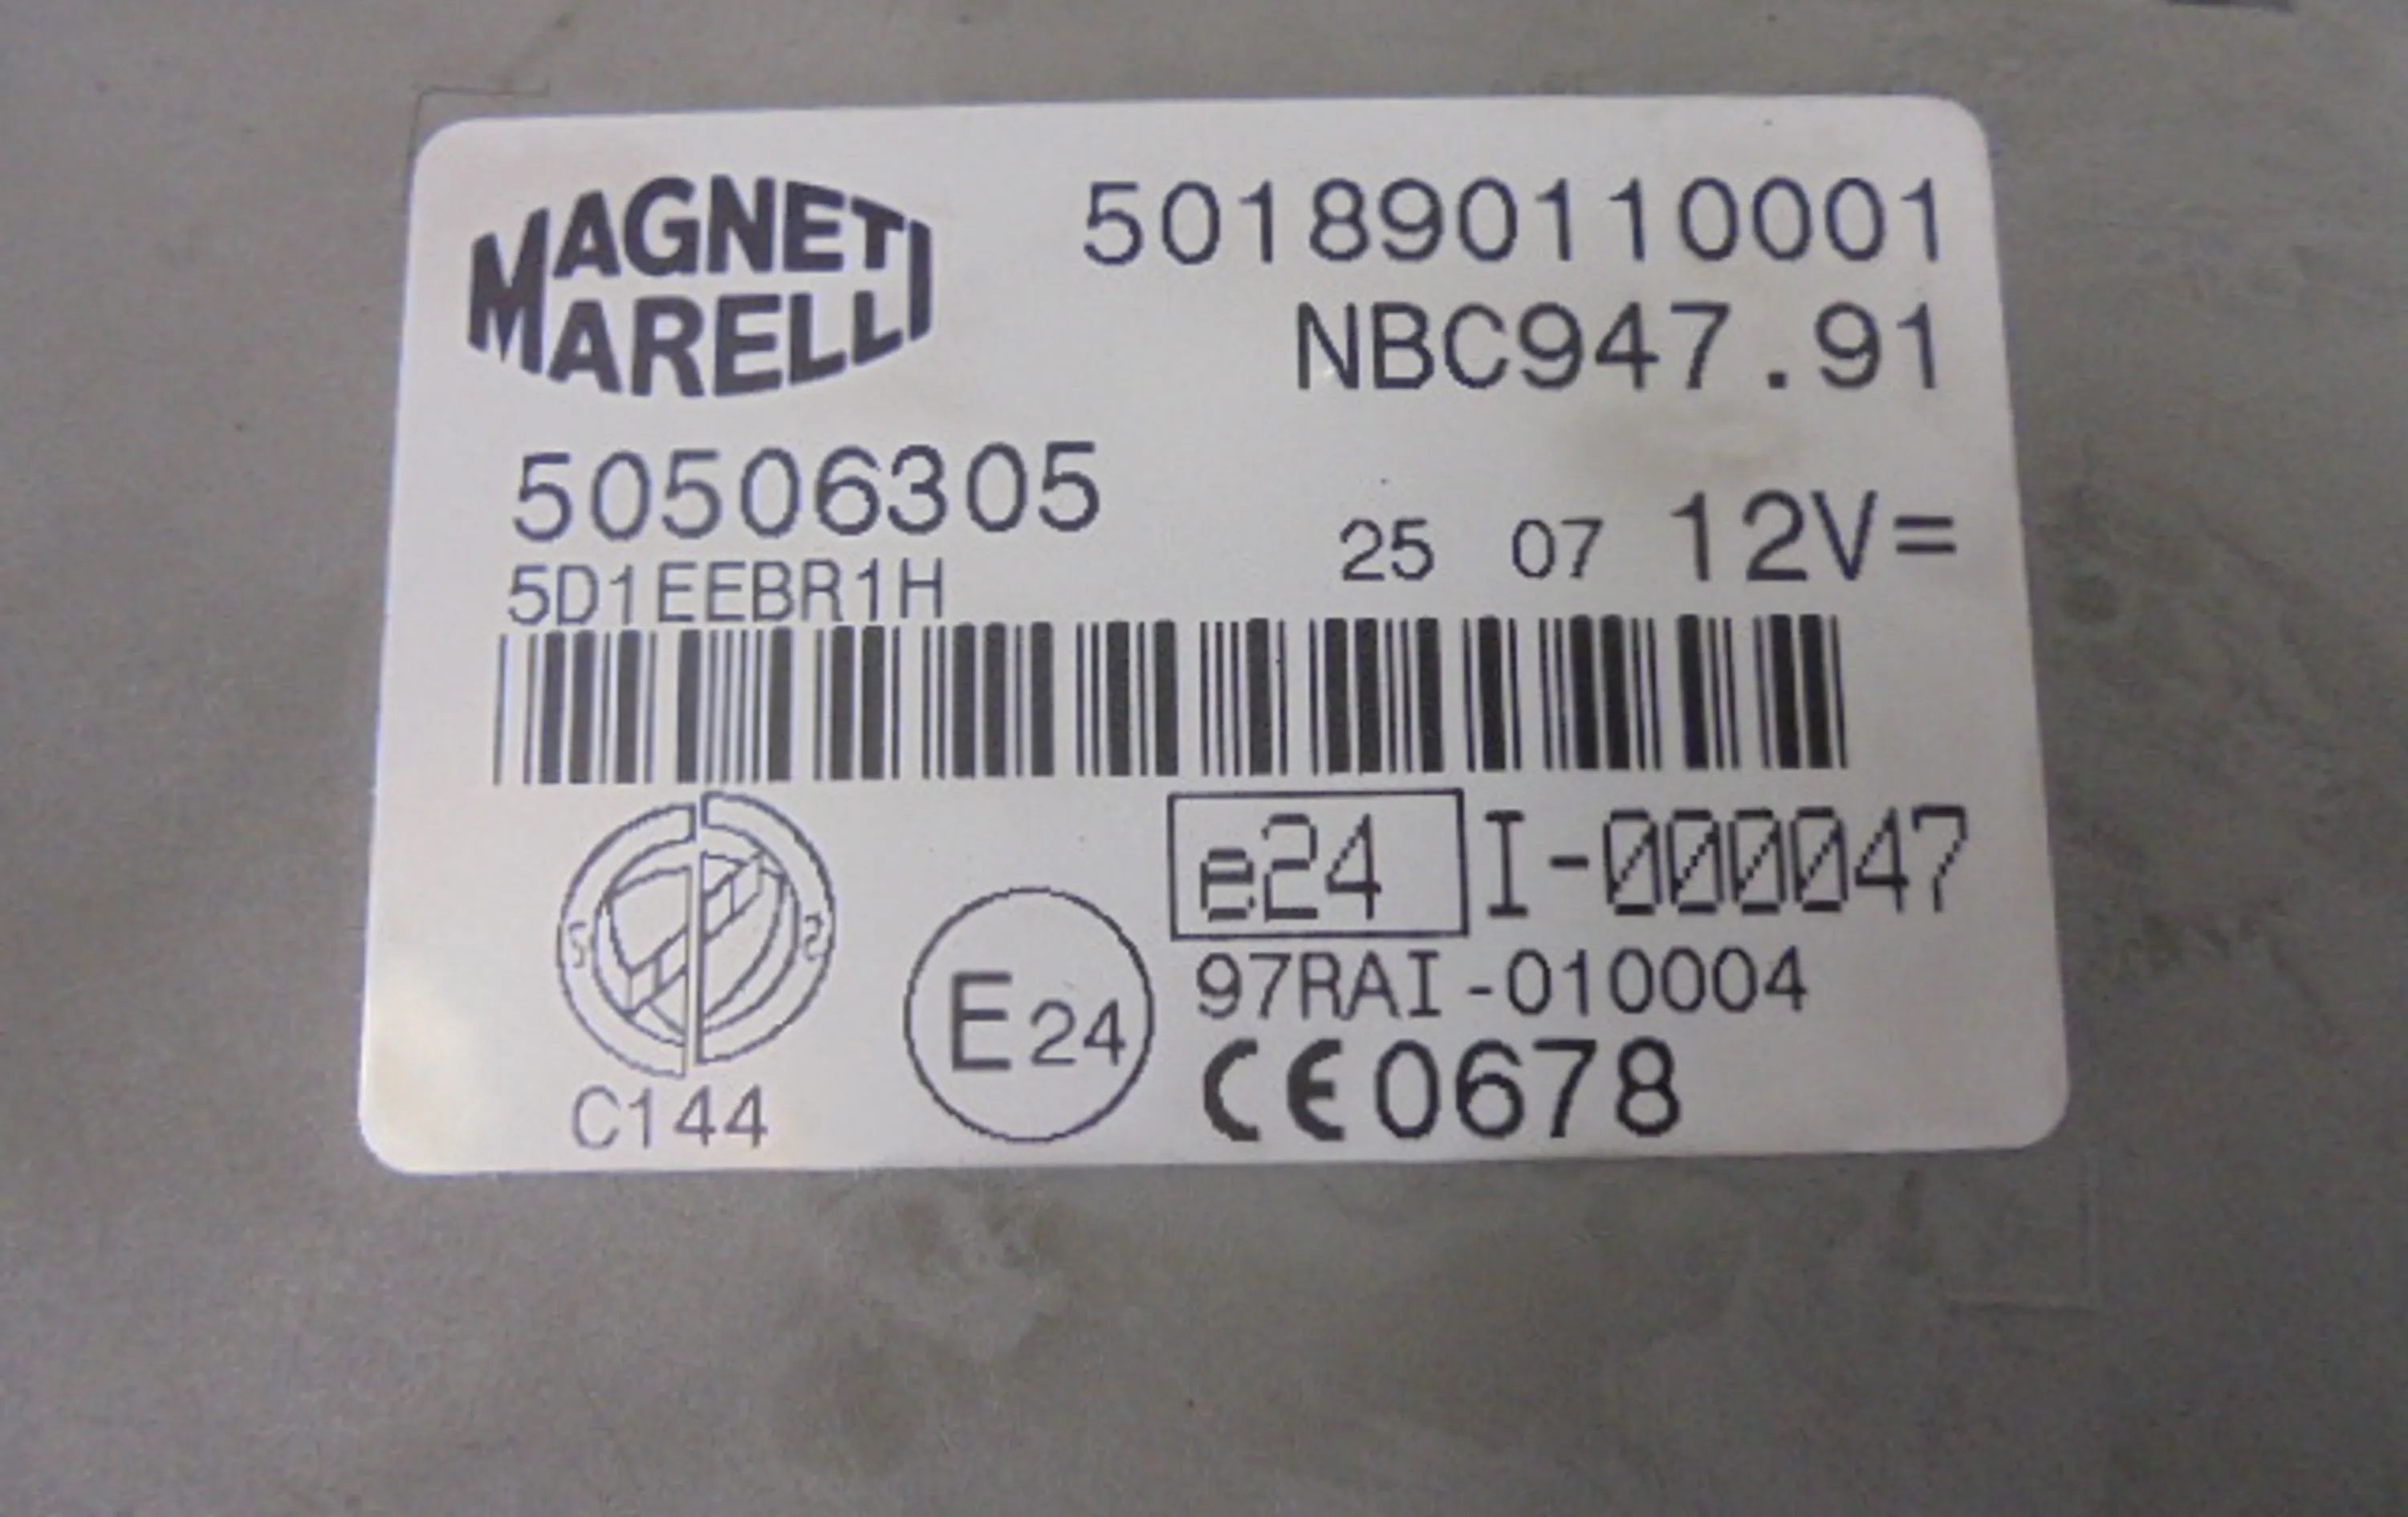 MAGNETI
MARELLI
501890110001
NBC947.91
50506305
25 07 12V=
5D1EEBR1H
e24 I-000047
97RAI-010004
E24
CE0678
C144